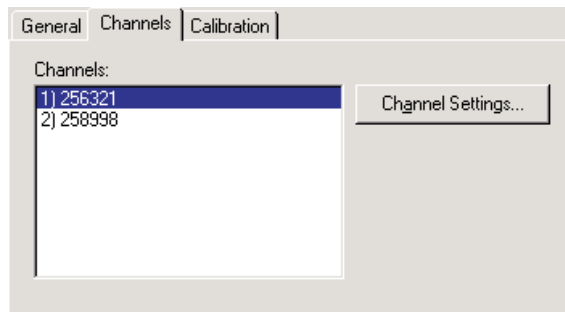 General Channels Calibration
Channels:
1) 256321
Channel Settings...
2) 258998